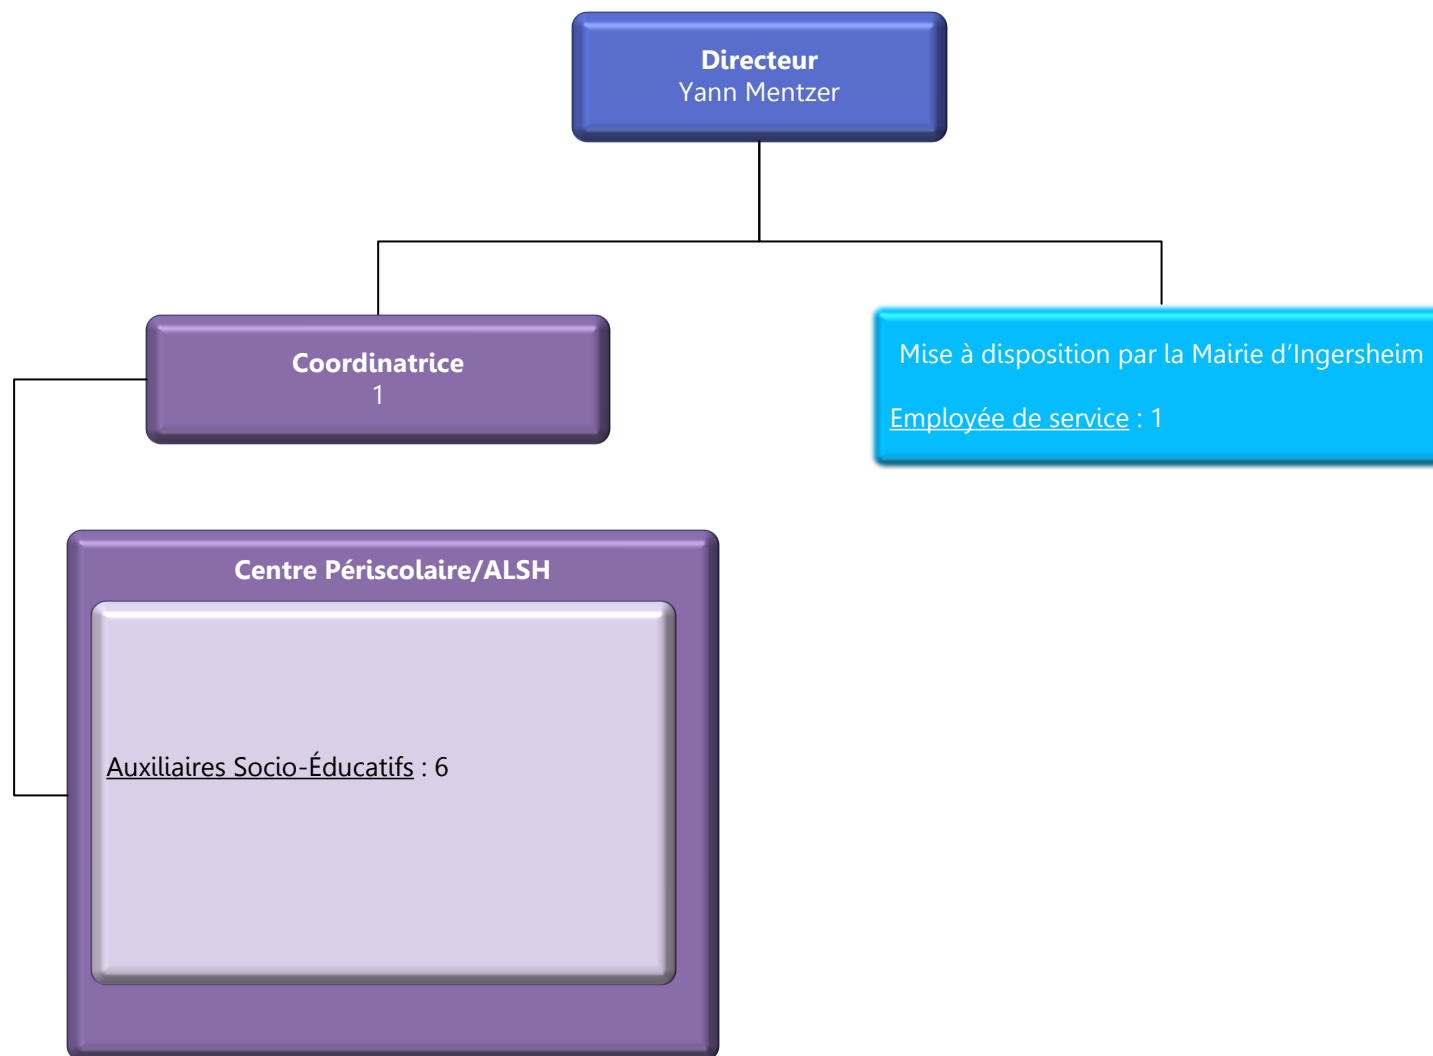 Directeur
Yann Mentzer
Coordinatrice
1
Mise à disposition par la Mairie d’Ingersheim
Employée de service : 1
Centre Périscolaire/ALSH
Auxiliaires Socio-Éducatifs : 6